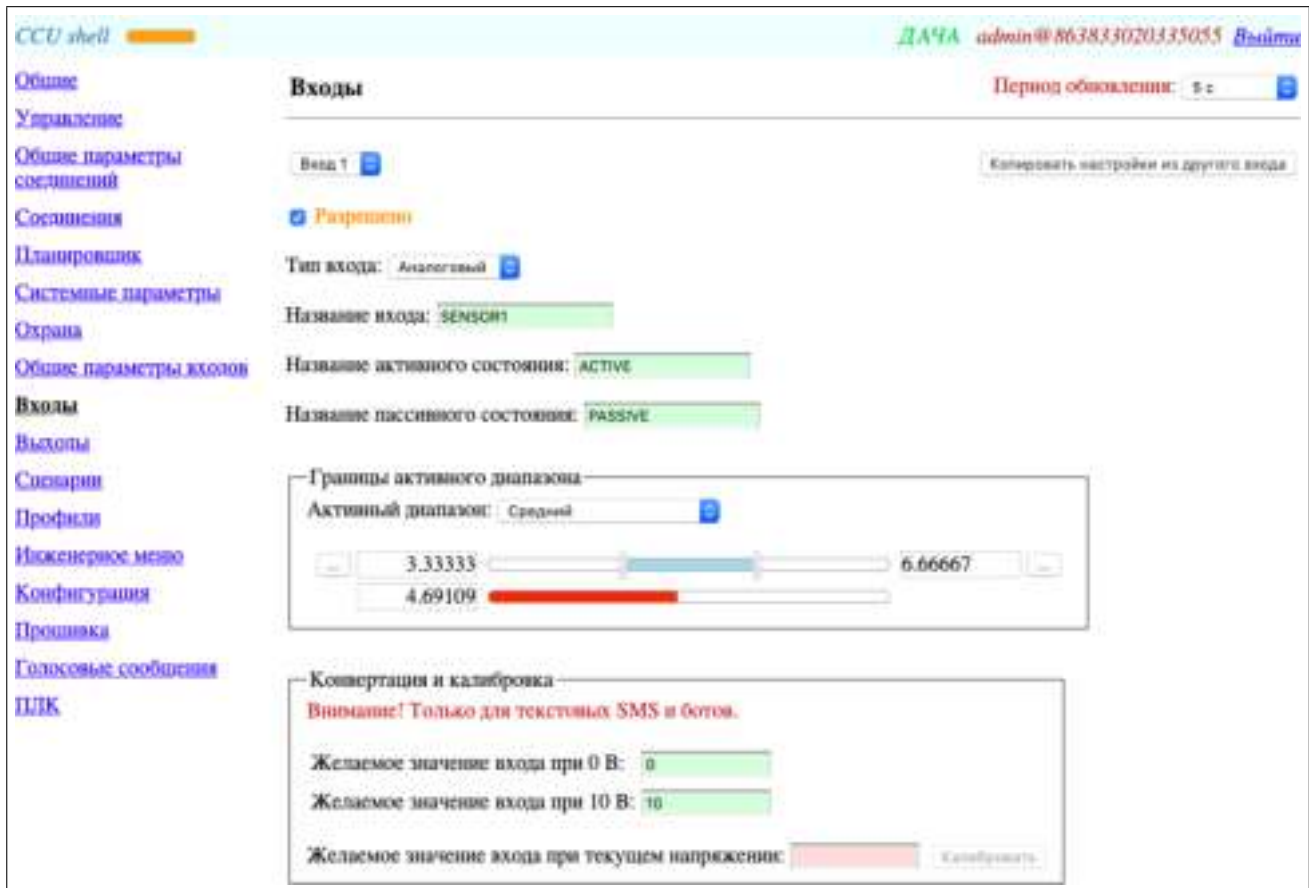 CCU shell
ДАЧА admin@863833020335055 Выйти
Общие
Управление
Общие параметры
соединений
Соединения
Планировщик
Системные параметры
Охрана
Общие параметры входов
Входы
Выходы
Сценарии
Профили
Инженерное меню
Конфигурация
Прошивка
Голосовые сообщения
ПЛК
Входы
Период обновления: 5 с
Вход 1
Копировать настройки из другого входа
Разрешено
Тип входа: Аналоговый
Название входа: SENSOR1
Название активного состояния: ACTIVE
Название пассивного состояния: PASSIVE
Границы активного диапазона
Активный диапазон: Средний
... 3.33333 6.66667 ...
4.69109
Конвертация и калибровка
Внимание! Только для текстовых SMS и ботов.
Желаемое значение входа при 0 В: 0
Желаемое значение входа при 10 В: 10
Желаемое значение входа при текущем напряжении: Калибровать